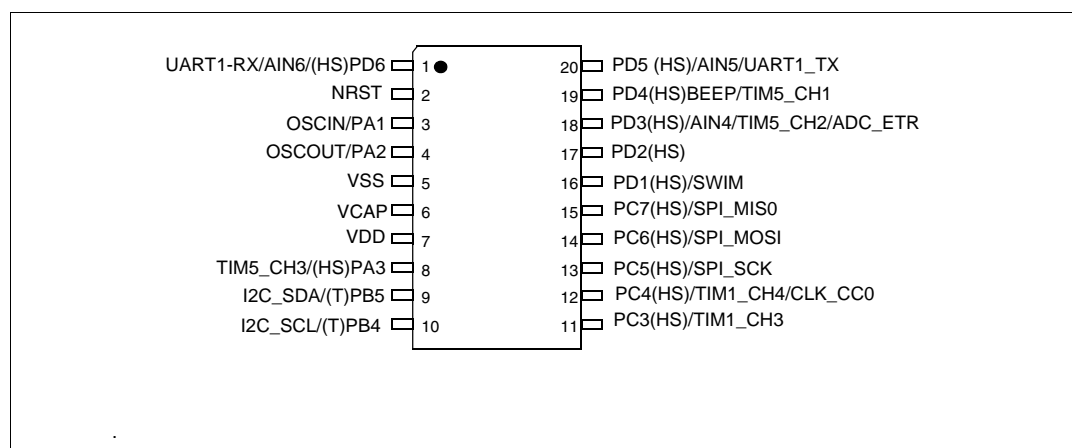 UART1-RX/AIN6/(HS)PD6 1 20 PD5 (HS)/AIN5/UART1_TX
NRST 2 19 PD4(HS)BEEP/TIM5_CH1
OSCIN/PA1 3 18 PD3(HS)/AIN4/TIM5_CH2/ADC_ETR
OSCOUT/PA2 4 17 PD2(HS)
VSS 5 16 PD1(HS)/SWIM
VCAP 6 15 PC7(HS)/SPI_MIS0
VDD 7 14 PC6(HS)/SPI_MOSI
TIM5_CH3/(HS)PA3 8 13 PC5(HS)/SPI_SCK
I2C_SDA/(T)PB5 9 12 PC4(HS)/TIM1_CH4/CLK_CC0
I2C_SCL/(T)PB4 10 11 PC3(HS)/TIM1_CH3
.